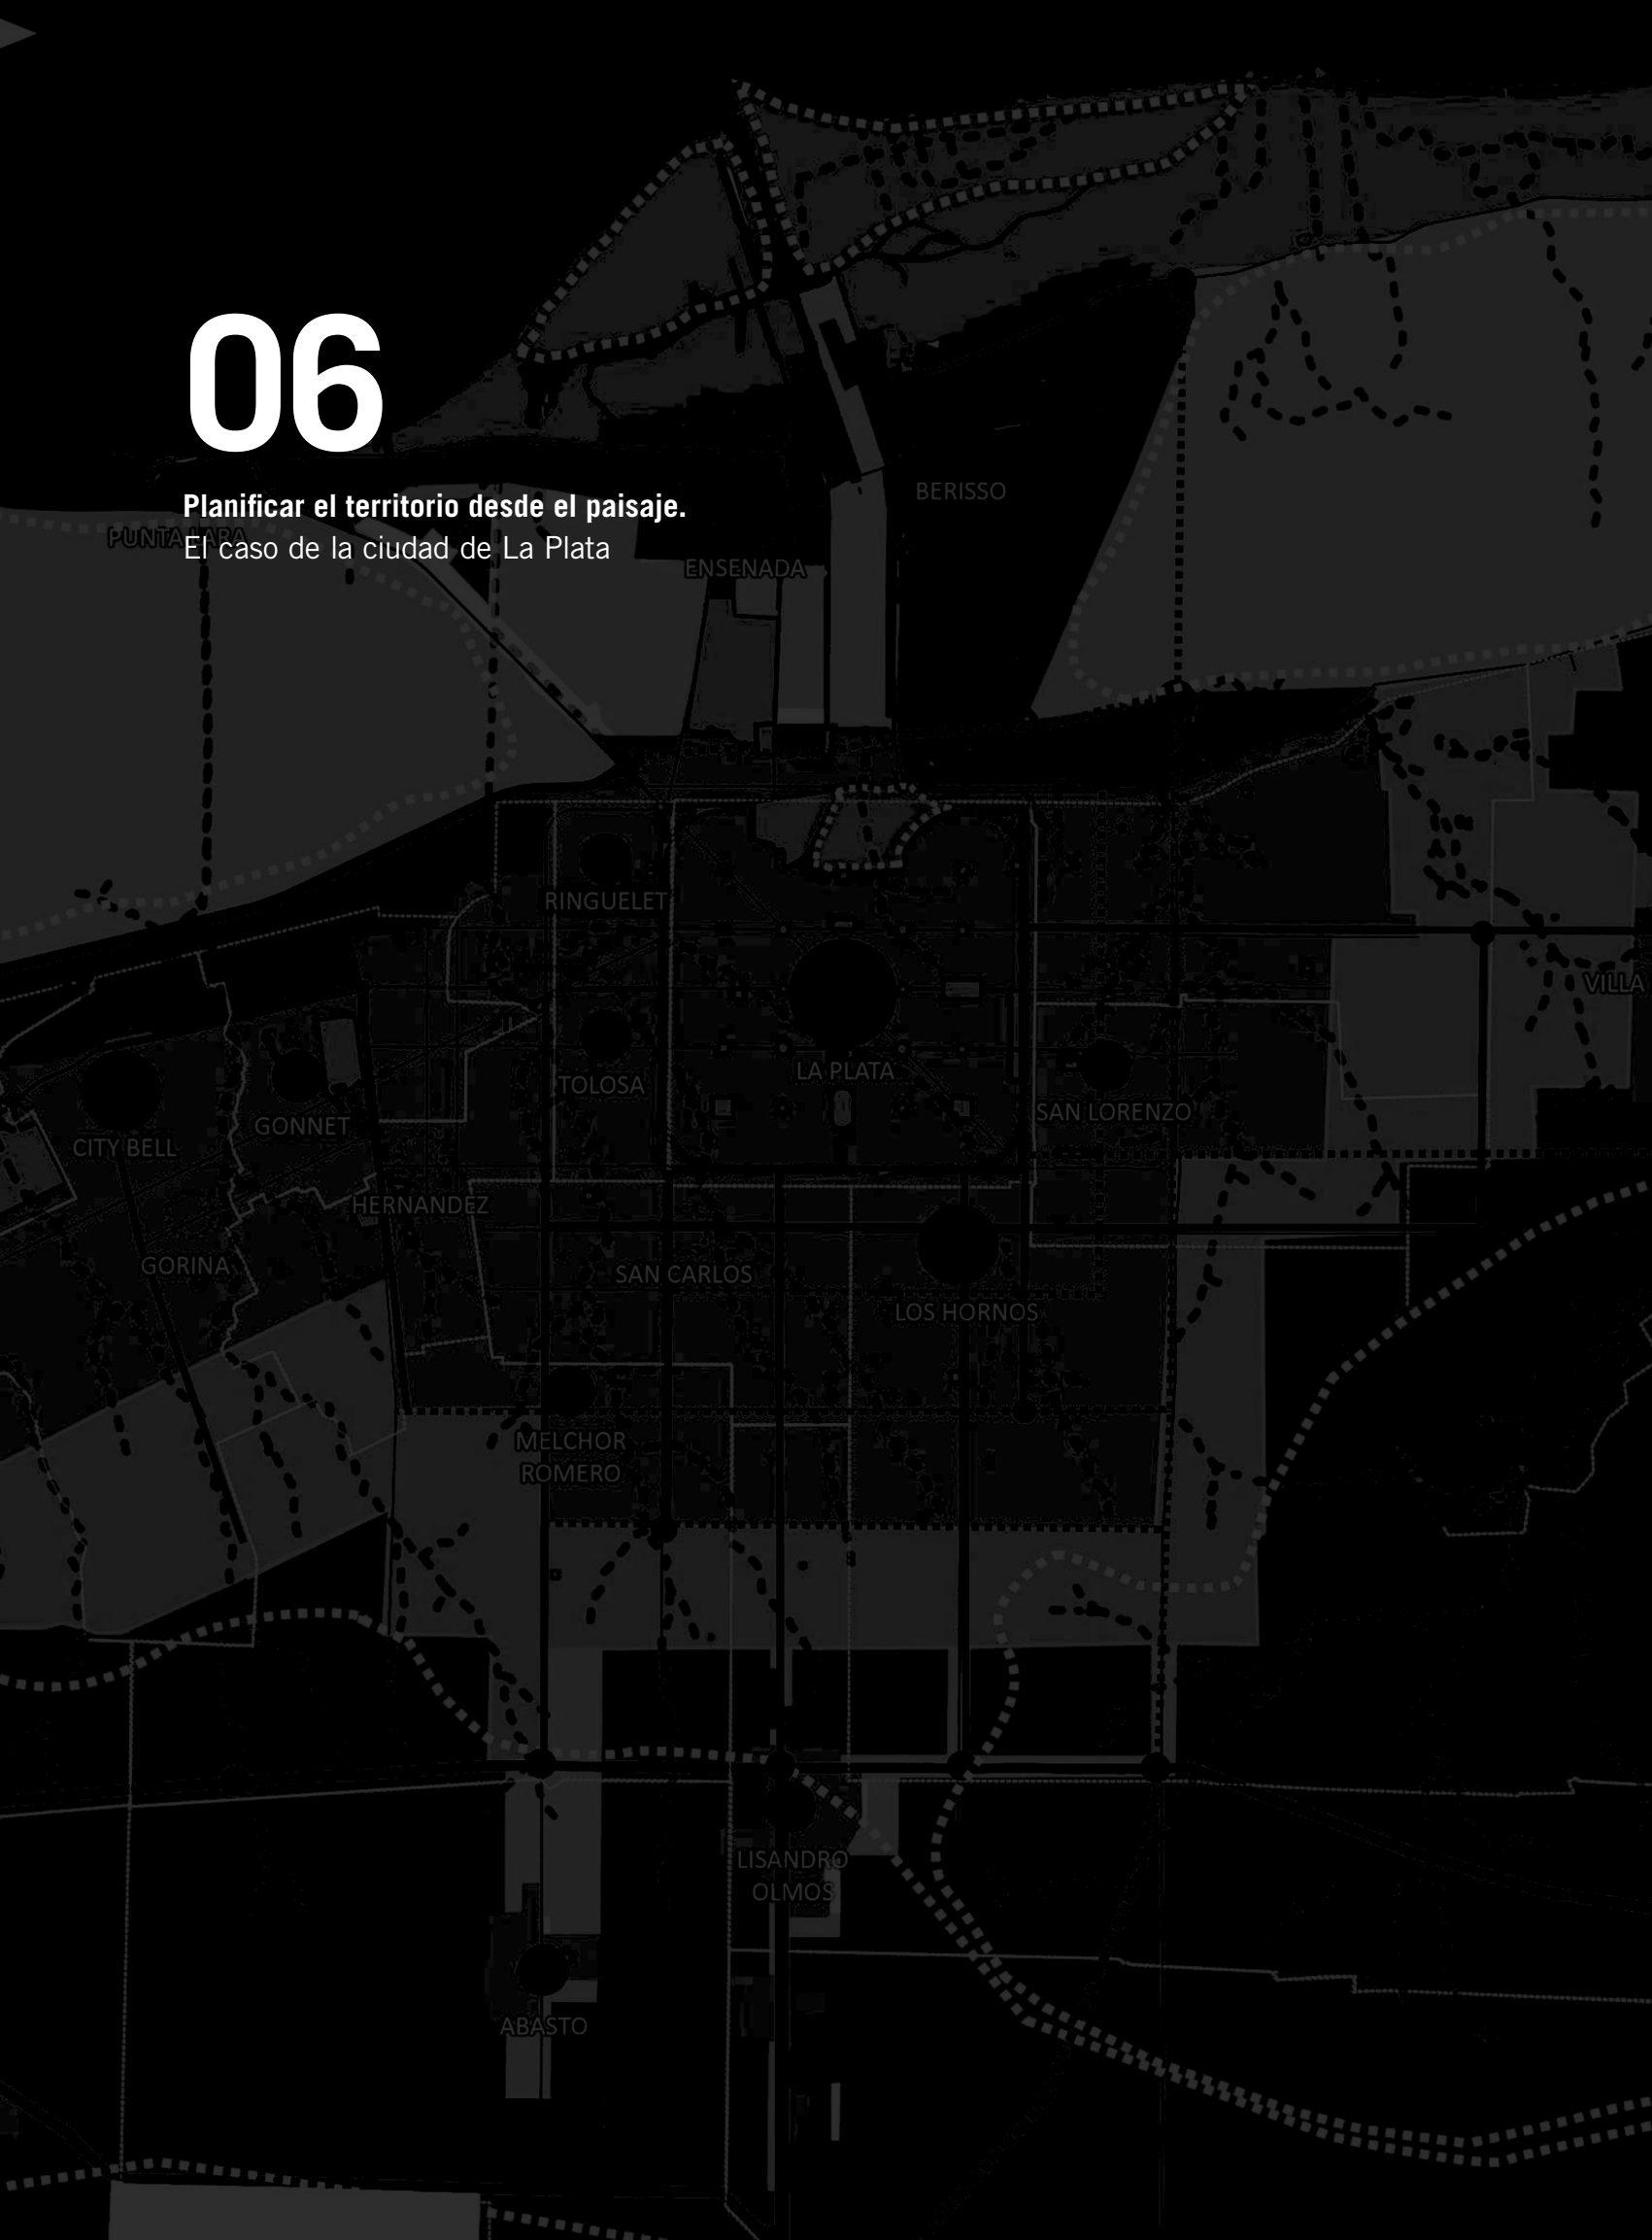 06
Planificar el territorio desde el paisaje.
El caso de la ciudad de La Plata
BERISSO
PUNTA LARA
ENSENADA
RINGUELET
VILLA
LA PLATA
TOLOSA
SAN LORENZO
GONNET
CITY BELL
HERNANDEZ
GORINA
SAN CARLOS
LOS HORNOS
MELCHOR
ROMERO
LISANDRO
OLMOS
ABASTO